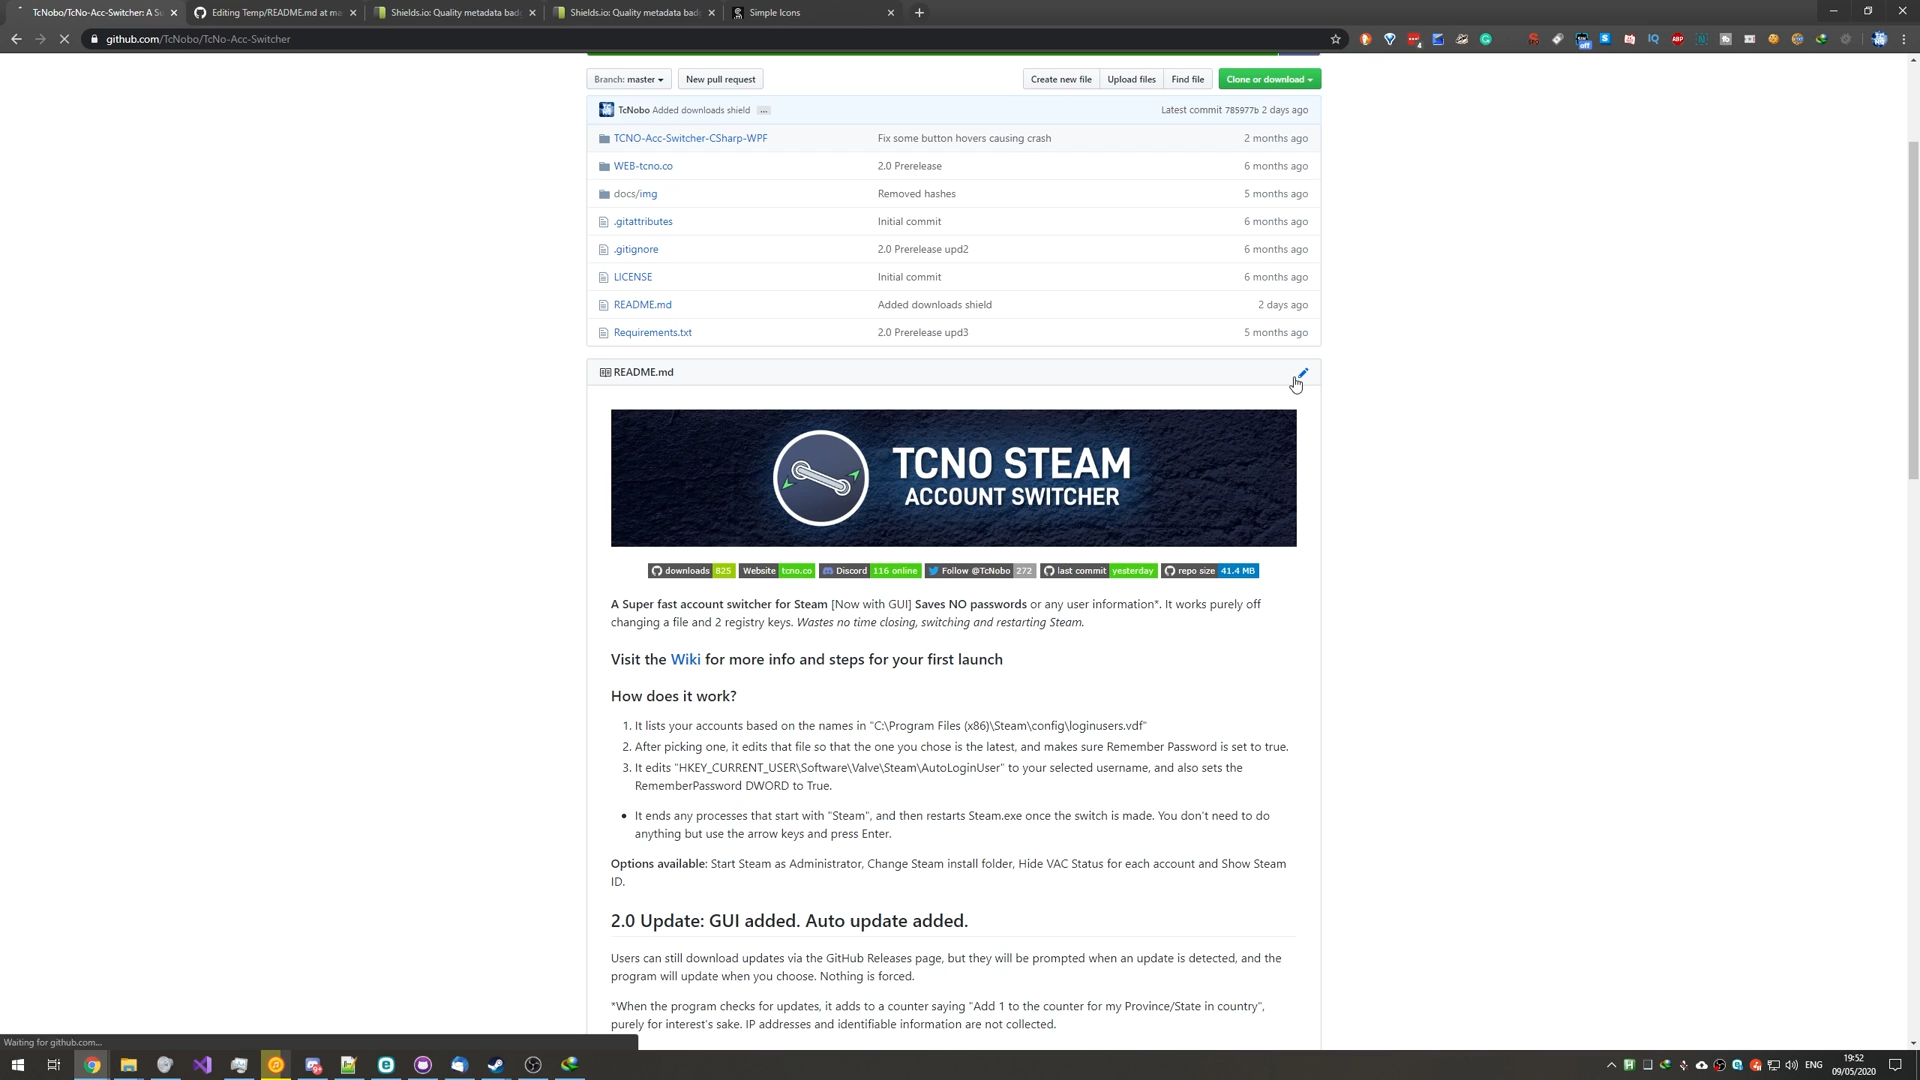 TcNobo/TcNo-Acc-Switcher: A Su
Editing Temp/README.md at ma
Shields.io: Quality metadata bad
Shields.io: Quality metadata bad
Simple Icons
github.com/TcNobo/TcNo-Acc-Switcher
Branch: master
New pull request
Create new file
Upload files
Find file
Clone or download
TcNobo Added downloads shield ...
Latest commit 785977b 2 days ago
TCNO-Acc-Switcher-CSharp-WPF Fix some button hovers causing crash 2 months ago
WEB-tcno.co 2.0 Prerelease 6 months ago
docs/img Removed hashes 5 months ago
.gitattributes Initial commit 6 months ago
.gitignore 2.0 Prerelease upd2 6 months ago
LICENSE Initial commit 6 months ago
README.md Added downloads shield 2 days ago
Requirements.txt 2.0 Prerelease upd3 5 months ago
README.md
TCNO STEAM
ACCOUNT SWITCHER
downloads 825 Website tcno.co Discord 116 online Follow @TcNobo 272 last commit yesterday repo size 41.4 MB
A Super fast account switcher for Steam [Now with GUI] Saves NO passwords or any user information*. It works purely off
changing a file and 2 registry keys. Wastes no time closing, switching and restarting Steam.
Visit the Wiki for more info and steps for your first launch
How does it work?
1. It lists your accounts based on the names in "C:\Program Files (x86)\Steam\config\loginusers.vdf"
2. After picking one, it edits that file so that the one you chose is the latest, and makes sure Remember Password is set to true.
3. It edits "HKEY_CURRENT_USER\Software\Valve\Steam\AutoLoginUser" to your selected username, and also sets the
RememberPassword DWORD to True.
• It ends any processes that start with "Steam", and then restarts Steam.exe once the switch is made. You don't need to do
anything but use the arrow keys and press Enter.
Options available: Start Steam as Administrator, Change Steam install folder, Hide VAC Status for each account and Show Steam
ID.
2.0 Update: GUI added. Auto update added.
Users can still download updates via the GitHub Releases page, but they will be prompted when an update is detected, and the
program will update when you choose. Nothing is forced.
*When the program checks for updates, it adds to a counter saying "Add 1 to the counter for my Province/State in country",
purely for interest's sake. IP addresses and identifiable information are not collected.
Waiting for github.com...
ENG
19:52
09/05/2020